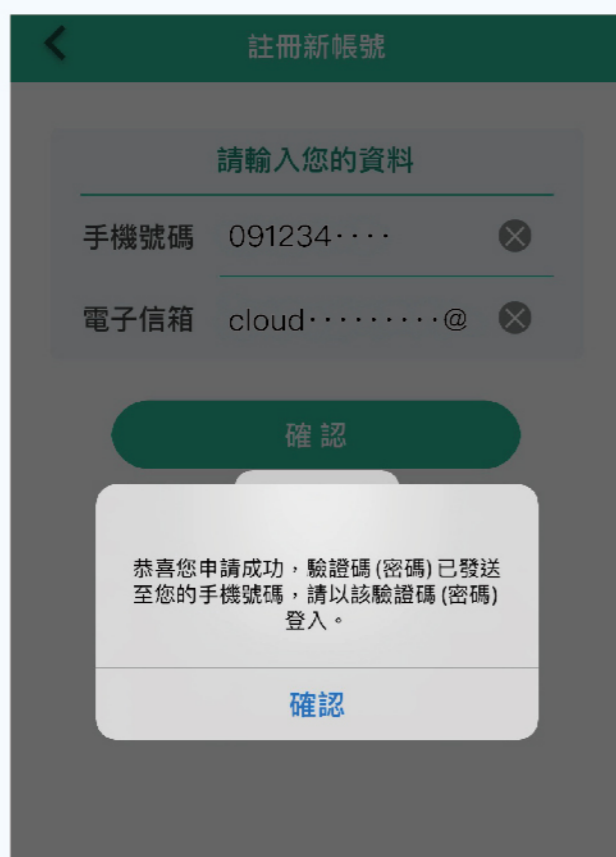 註冊新帳號
請輸入您的資料
手機號碼 091234····
電子信箱 cloud·········@
確認
恭喜您申請成功，驗證碼(密碼)已發送
至您的手機號碼，請以該驗證碼(密碼)
登入。
確認